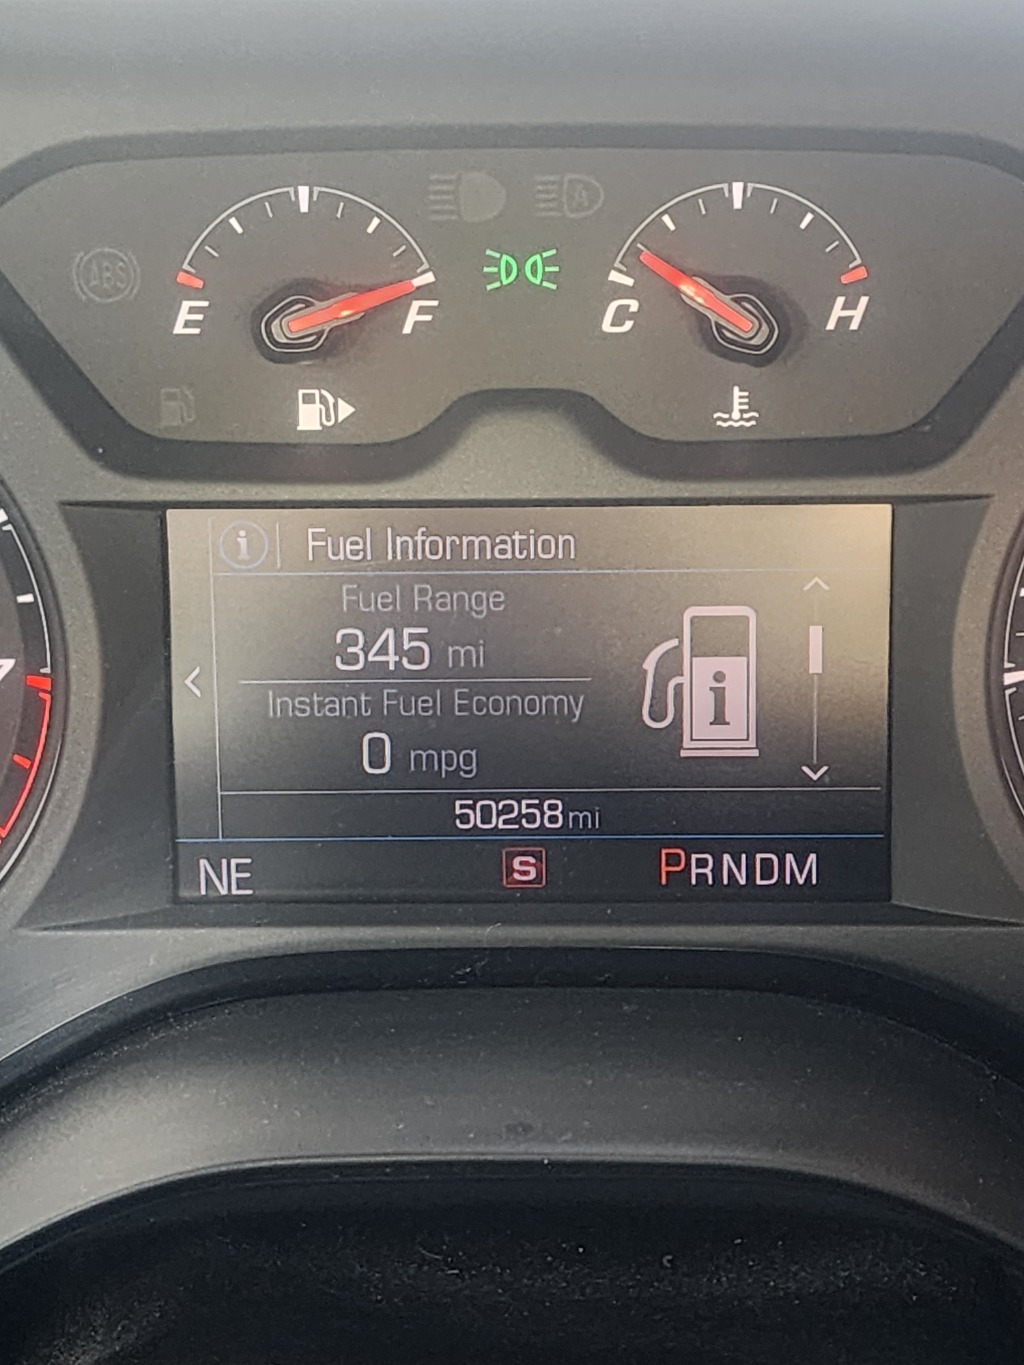 ABS
A
E
F
C
H
i Fuel Information
Fuel Range
345 mi
Instant Fuel Economy
0 mpg
i
50258 mi
NE
S
PRNDM